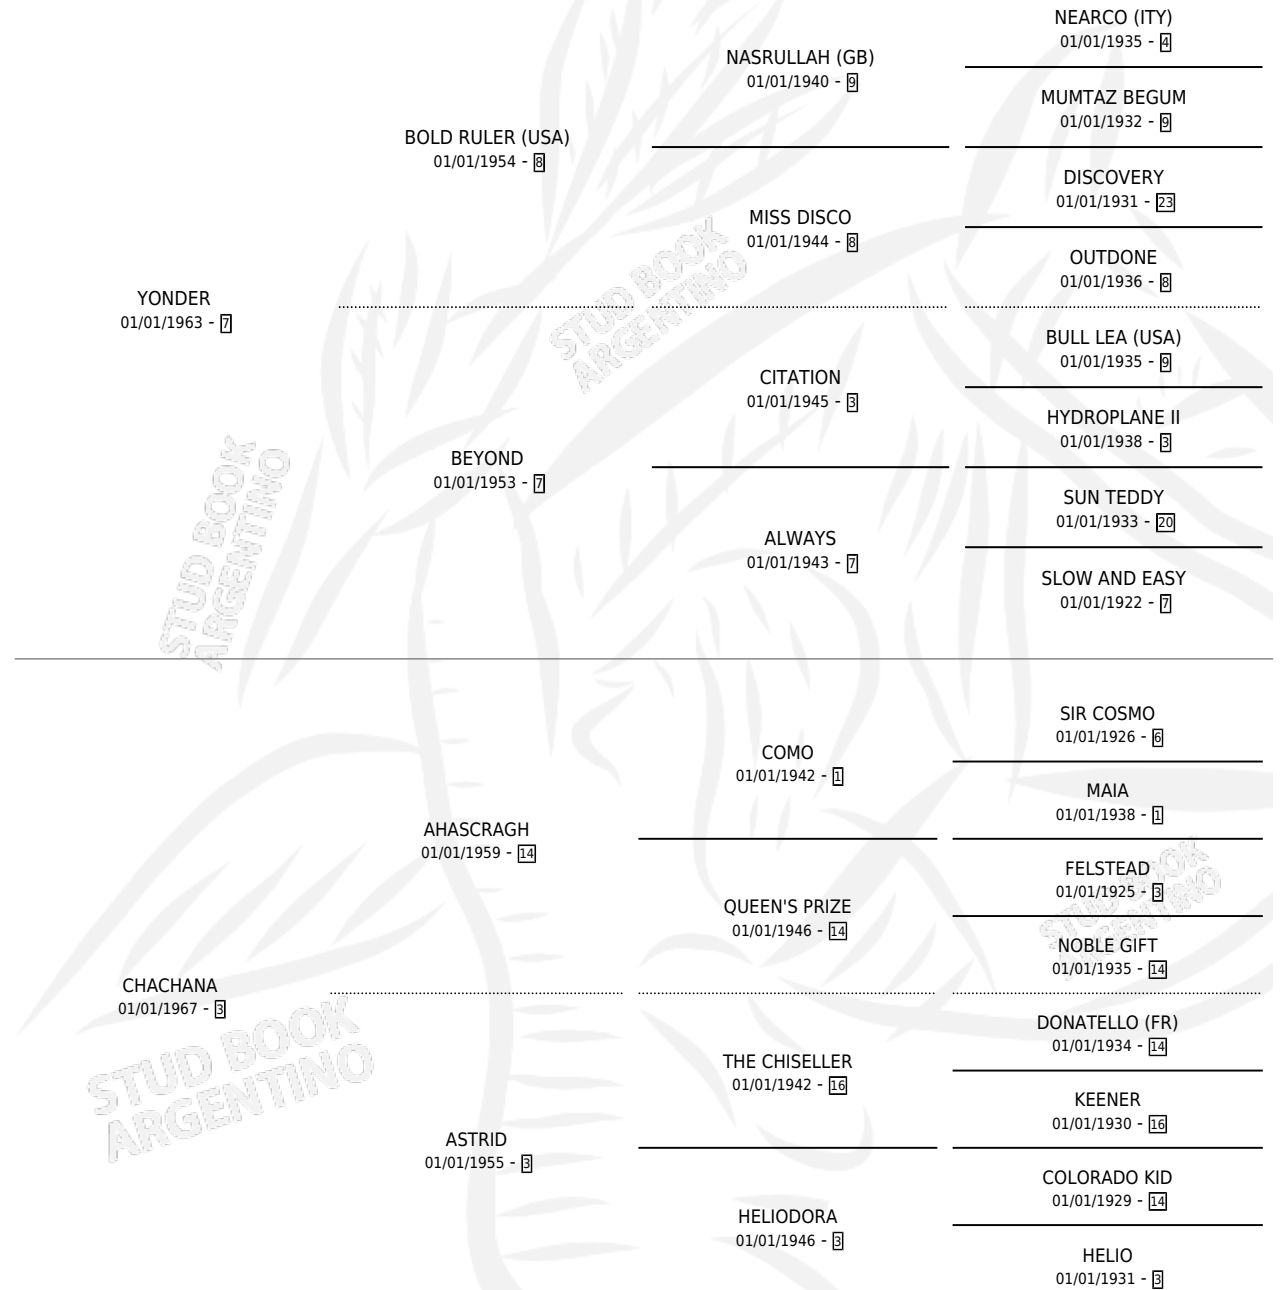 NEARCO (ITY)
01/01/1935 - 4
NASRULLAH (GB)
01/01/1940 - 9
MUMTAZ BEGUM
01/01/1932 - 9
BOLD RULER (USA)
01/01/1954 - 8
DISCOVERY
01/01/1931 - 23
MISS DISCO
01/01/1944 - 8
OUTDONE
01/01/1936 - 8
YONDER
01/01/1963 - 7
STUD BOOK
ARGENTINO
BULL LEA (USA)
01/01/1935 - 9
CITATION
01/01/1945 - 3
HYDROPLANE II
01/01/1938 - 3
BEYOND
01/01/1953 - 7
SUN TEDDY
01/01/1933 - 20
ALWAYS
01/01/1943 - 7
SLOW AND EASY
01/01/1922 - 7
STUD BOOK
ARGENTINO
SIR COSMO
01/01/1926 - 6
COMO
01/01/1942 - 1
MAIA
01/01/1938 - 1
AHASCRAGH
01/01/1959 - 14
FELSTEAD
01/01/1925 - 3
QUEEN'S PRIZE
01/01/1946 - 14
NOBLE GIFT
01/01/1935 - 14
STUD BOOK
ARGENTINO
CHACHANA
01/01/1967 - 3
DONATELLO (FR)
01/01/1934 - 14
THE CHISELLER
01/01/1942 - 16
KEENER
01/01/1930 - 16
STUD BOOK
ARGENTINO
ASTRID
01/01/1955 - 3
COLORADO KID
01/01/1929 - 14
HELIODORA
01/01/1946 - 3
HELIO
01/01/1931 - 3